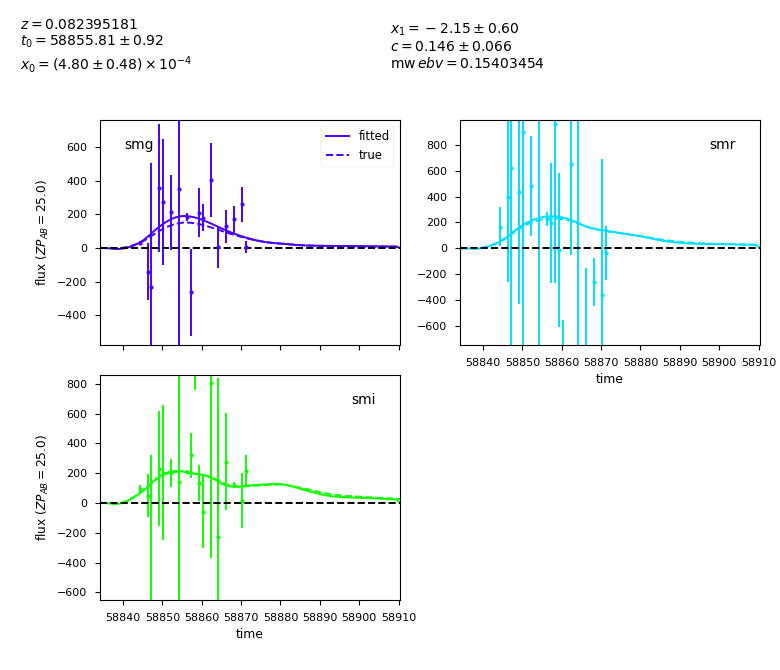 z = 0.082395181
t₀ = 58855.81 ± 0.92
x₀ = (4.80 ± 0.48) × 10⁻⁴
x₁ = −2.15 ± 0.60
c = 0.146 ± 0.066
mw ebv = 0.15403454
smg
fitted
true
600
400
200
0
−200
−400
flux (ZP_AB = 25.0)
smr
800
600
400
200
0
−200
−400
−600
58840 58850 58860 58870 58880 58890 58900 58910
time
smi
800
600
400
200
0
−200
−400
−600
flux (ZP_AB = 25.0)
58840 58850 58860 58870 58880 58890 58900 58910
time